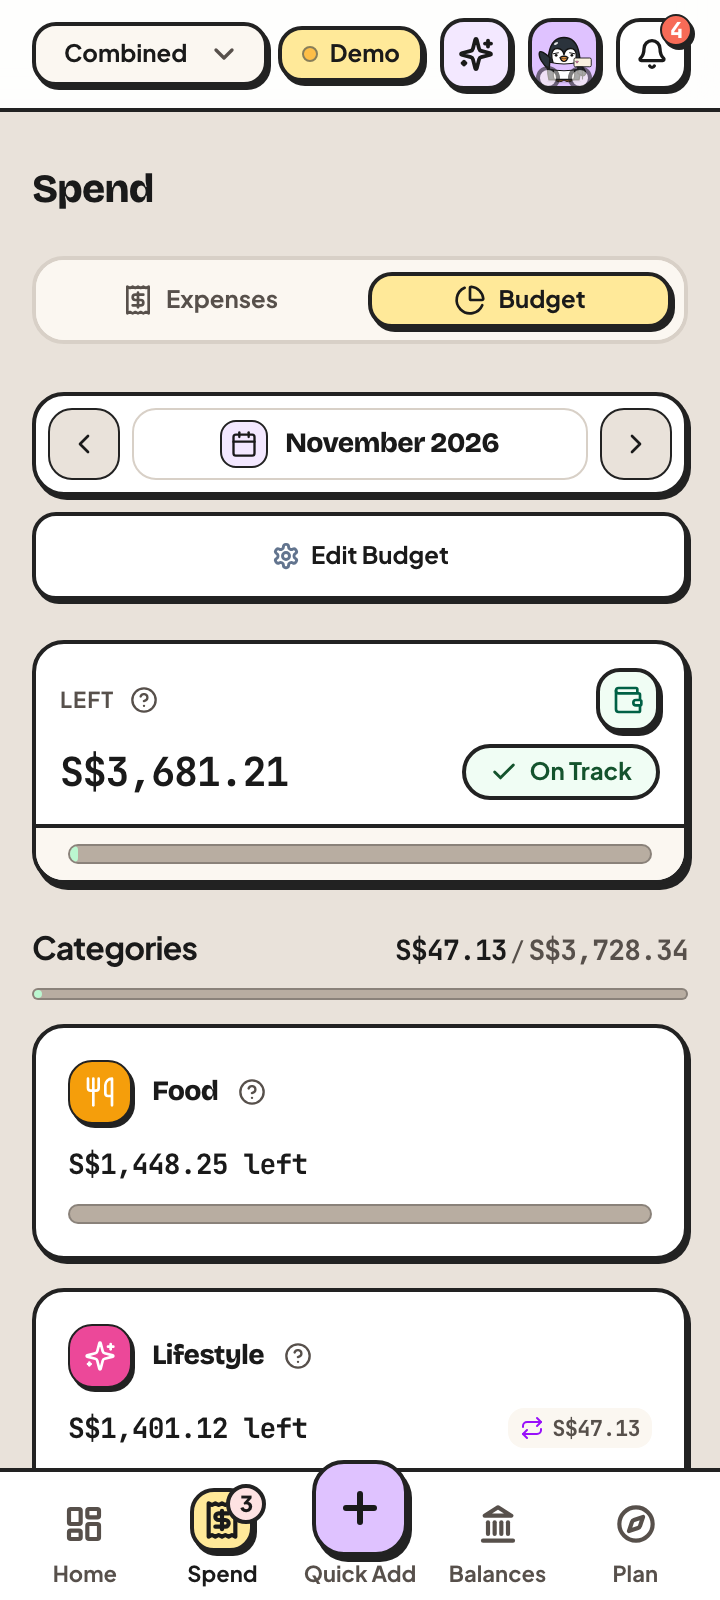 Combined
Demo
4
Spend
Expenses
Budget
November 2026
Edit Budget
LEFT
S$3,681.21
On Track
Categories
S$47.13/S$3,728.34
Food
S$1,448.25 left
Lifestyle
S$1,401.12 left
S$47.13
3
Home
Spend
Quick Add
Balances
Plan